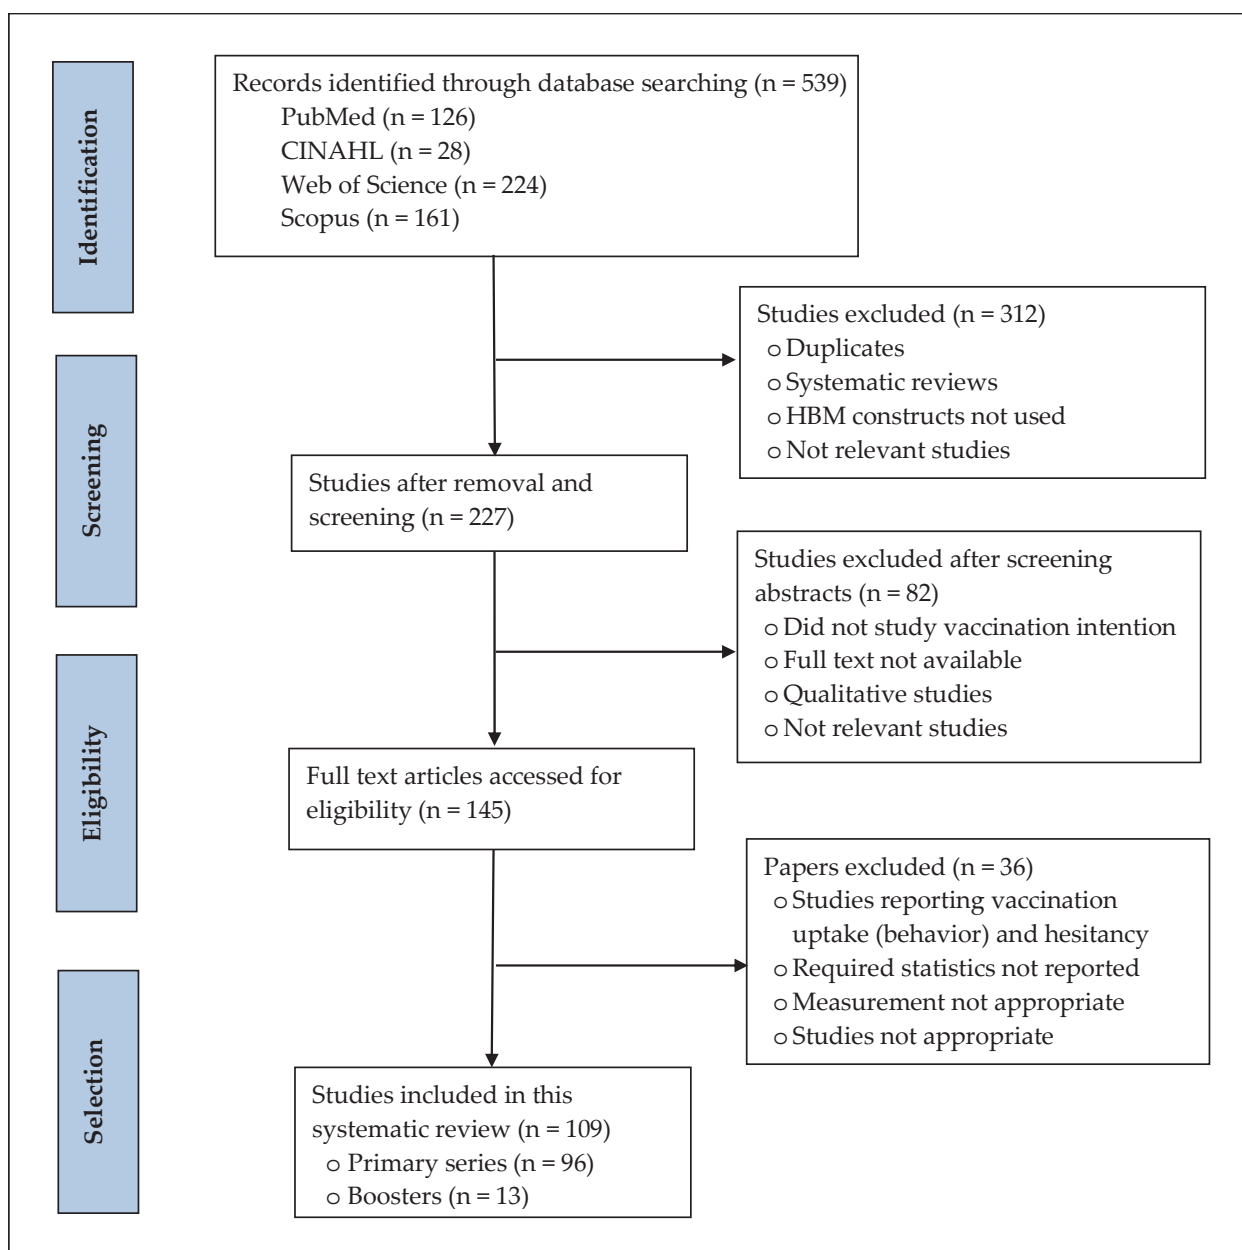 Identification
Records identified through database searching (n = 539)
PubMed (n = 126)
CINAHL (n = 28)
Web of Science (n = 224)
Scopus (n = 161)
Studies excluded (n = 312)
o Duplicates
o Systematic reviews
o HBM constructs not used
o Not relevant studies
Screening
Studies after removal and
screening (n = 227)
Studies excluded after screening
abstracts (n = 82)
o Did not study vaccination intention
o Full text not available
o Qualitative studies
o Not relevant studies
Eligibility
Full text articles accessed for
eligibility (n = 145)
Papers excluded (n = 36)
o Studies reporting vaccination
uptake (behavior) and hesitancy
o Required statistics not reported
o Measurement not appropriate
o Studies not appropriate
Selection
Studies included in this
systematic review (n = 109)
o Primary series (n = 96)
o Boosters (n = 13)